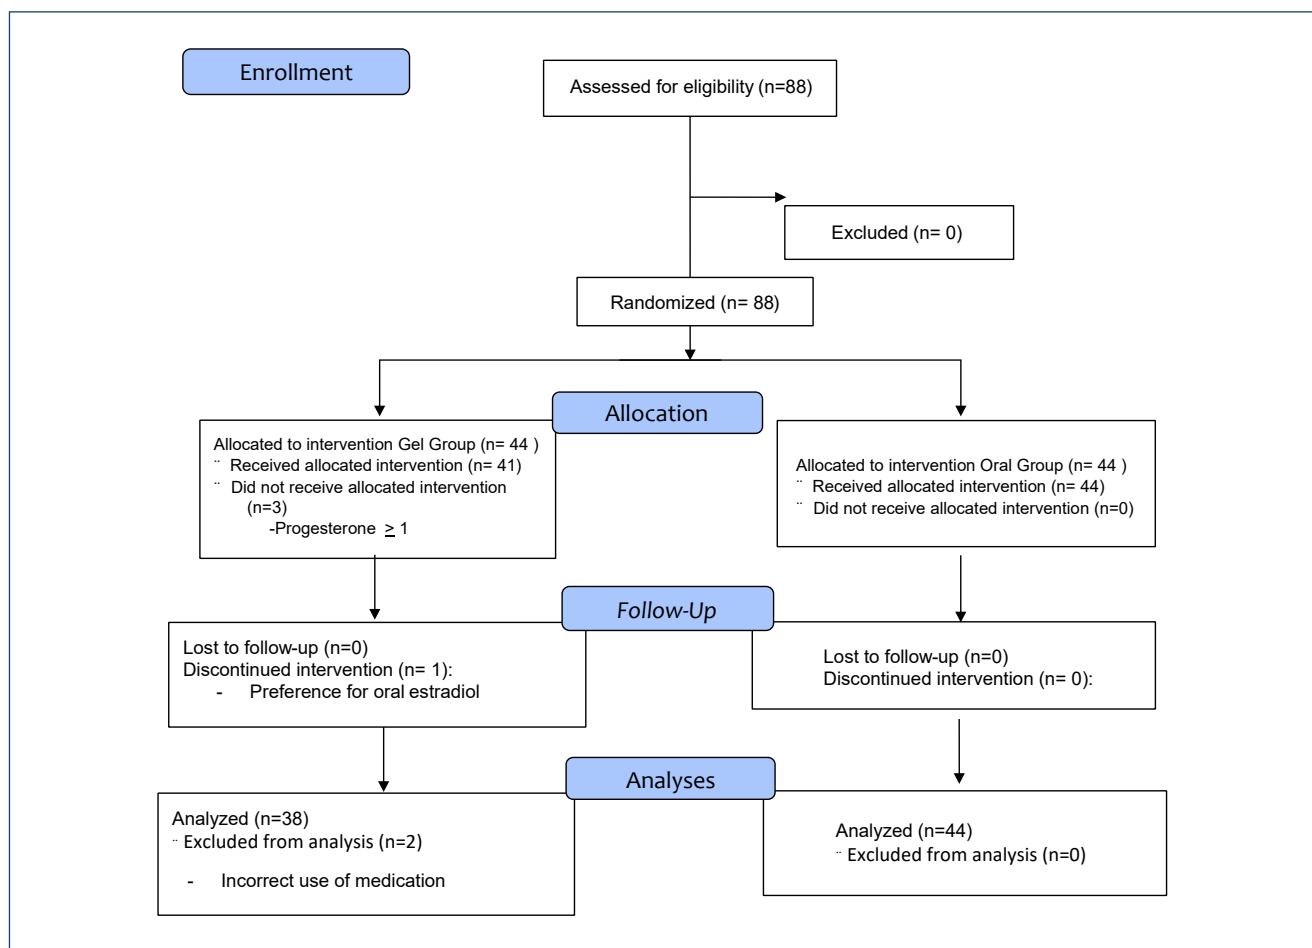 Enrollment
Assessed for eligibility (n=88)
Excluded (n= 0)
Randomized (n= 88)
Allocation
Allocated to intervention Gel Group (n= 44 )
¨ Received allocated intervention (n= 41)
¨ Did not receive allocated intervention
(n=3)
-Progesterone ≥ 1
Allocated to intervention Oral Group (n= 44 )
¨ Received allocated intervention (n= 44)
¨ Did not receive allocated intervention (n=0)
Follow-Up
Lost to follow-up (n=0)
Discontinued intervention (n= 1):
- Preference for oral estradiol
Lost to follow-up (n=0)
Discontinued intervention (n= 0):
Analyses
Analyzed (n=38)
¨ Excluded from analysis (n=2)
- Incorrect use of medication
Analyzed (n=44)
¨ Excluded from analysis (n=0)